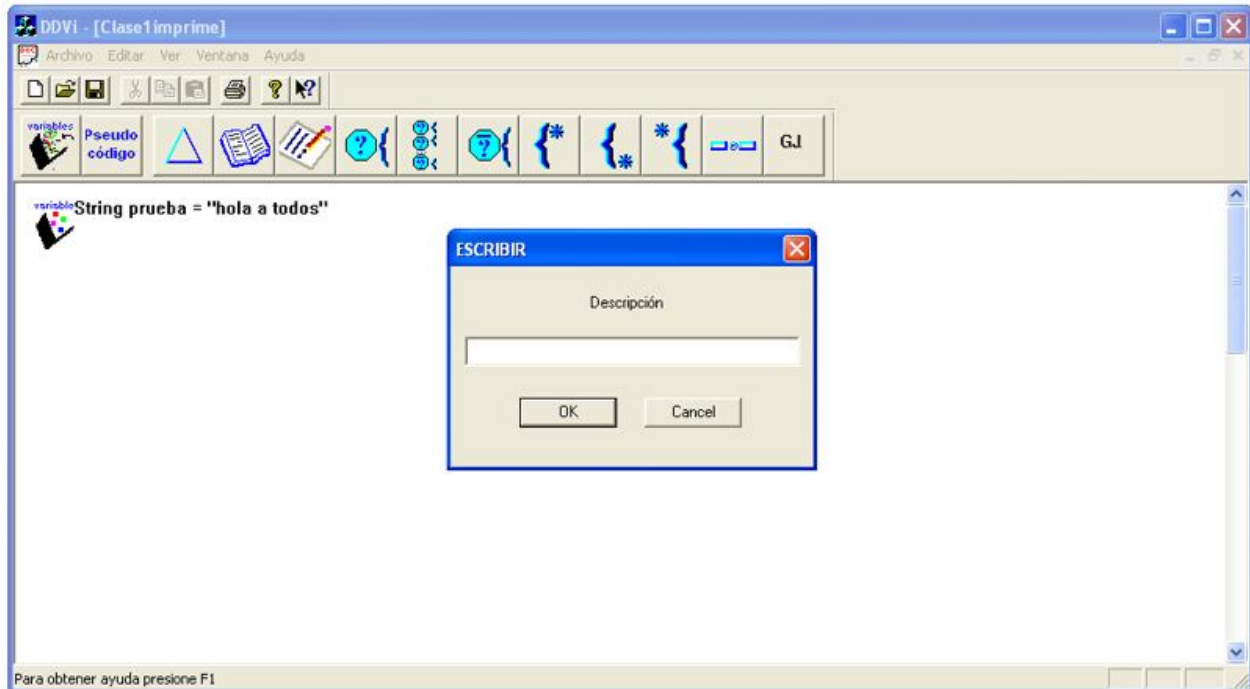 DDVi - [Clase1imprime]
Archivo Editar Ver Ventana Ayuda
variables
Pseudo código
GJ
variable String prueba = "hola a todos"
ESCRIBIR
Descripción
OK Cancel
Para obtener ayuda presione F1